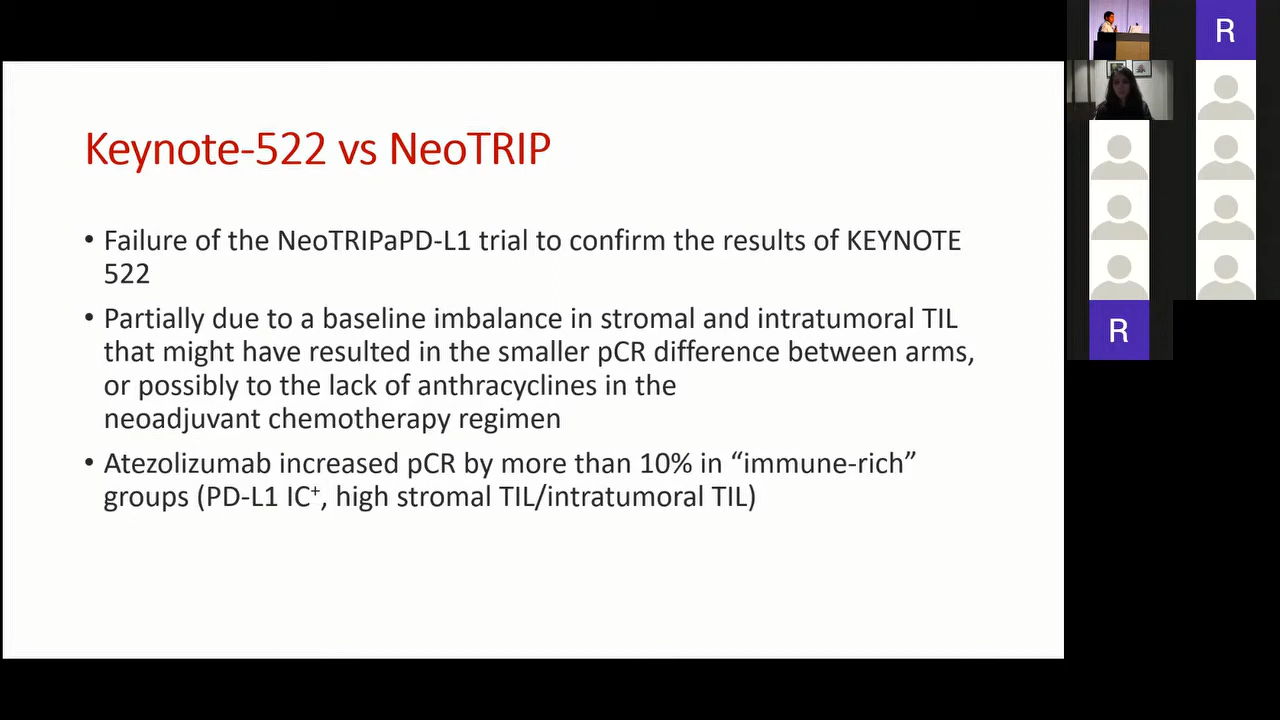 Keynote-522 vs NeoTRIP
• Failure of the NeoTRIPaPD-L1 trial to confirm the results of KEYNOTE
522
• Partially due to a baseline imbalance in stromal and intratumoral TIL
that might have resulted in the smaller pCR difference between arms,
or possibly to the lack of anthracyclines in the
neoadjuvant chemotherapy regimen
• Atezolizumab increased pCR by more than 10% in “immune-rich”
groups (PD-L1 IC⁺, high stromal TIL/intratumoral TIL)
R
R